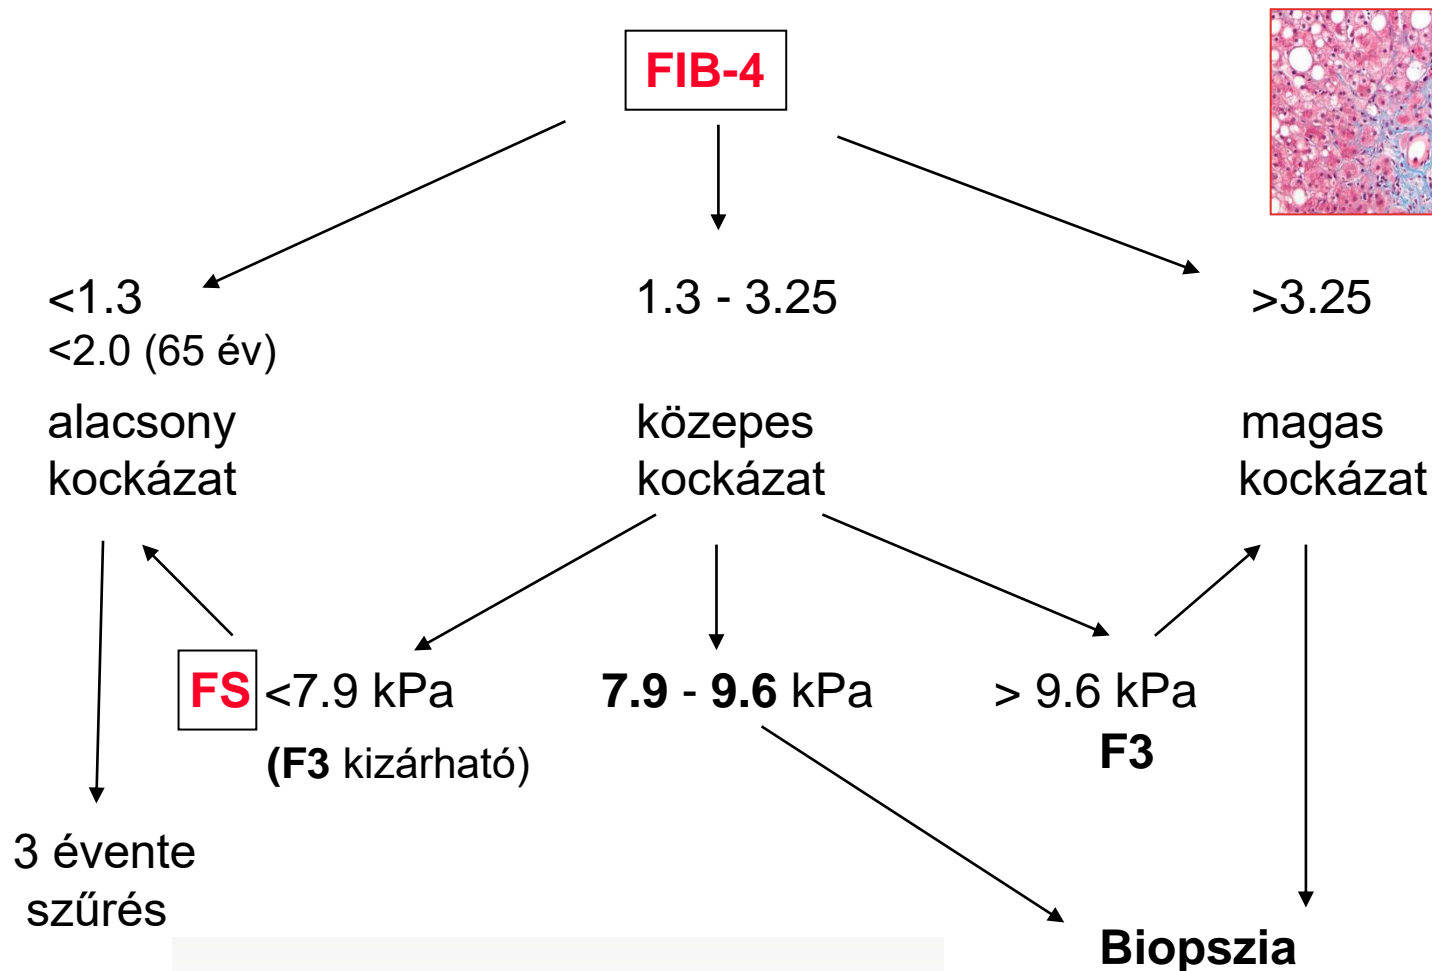 FIB-4
<1.3
<2.0 (65 év)
alacsony
kockázat
1.3 - 3.25
közepes
kockázat
>3.25
magas
kockázat
FS <7.9 kPa
(F3 kizárható)
7.9 - 9.6 kPa
> 9.6 kPa
F3
3 évente
szűrés
Biopszia